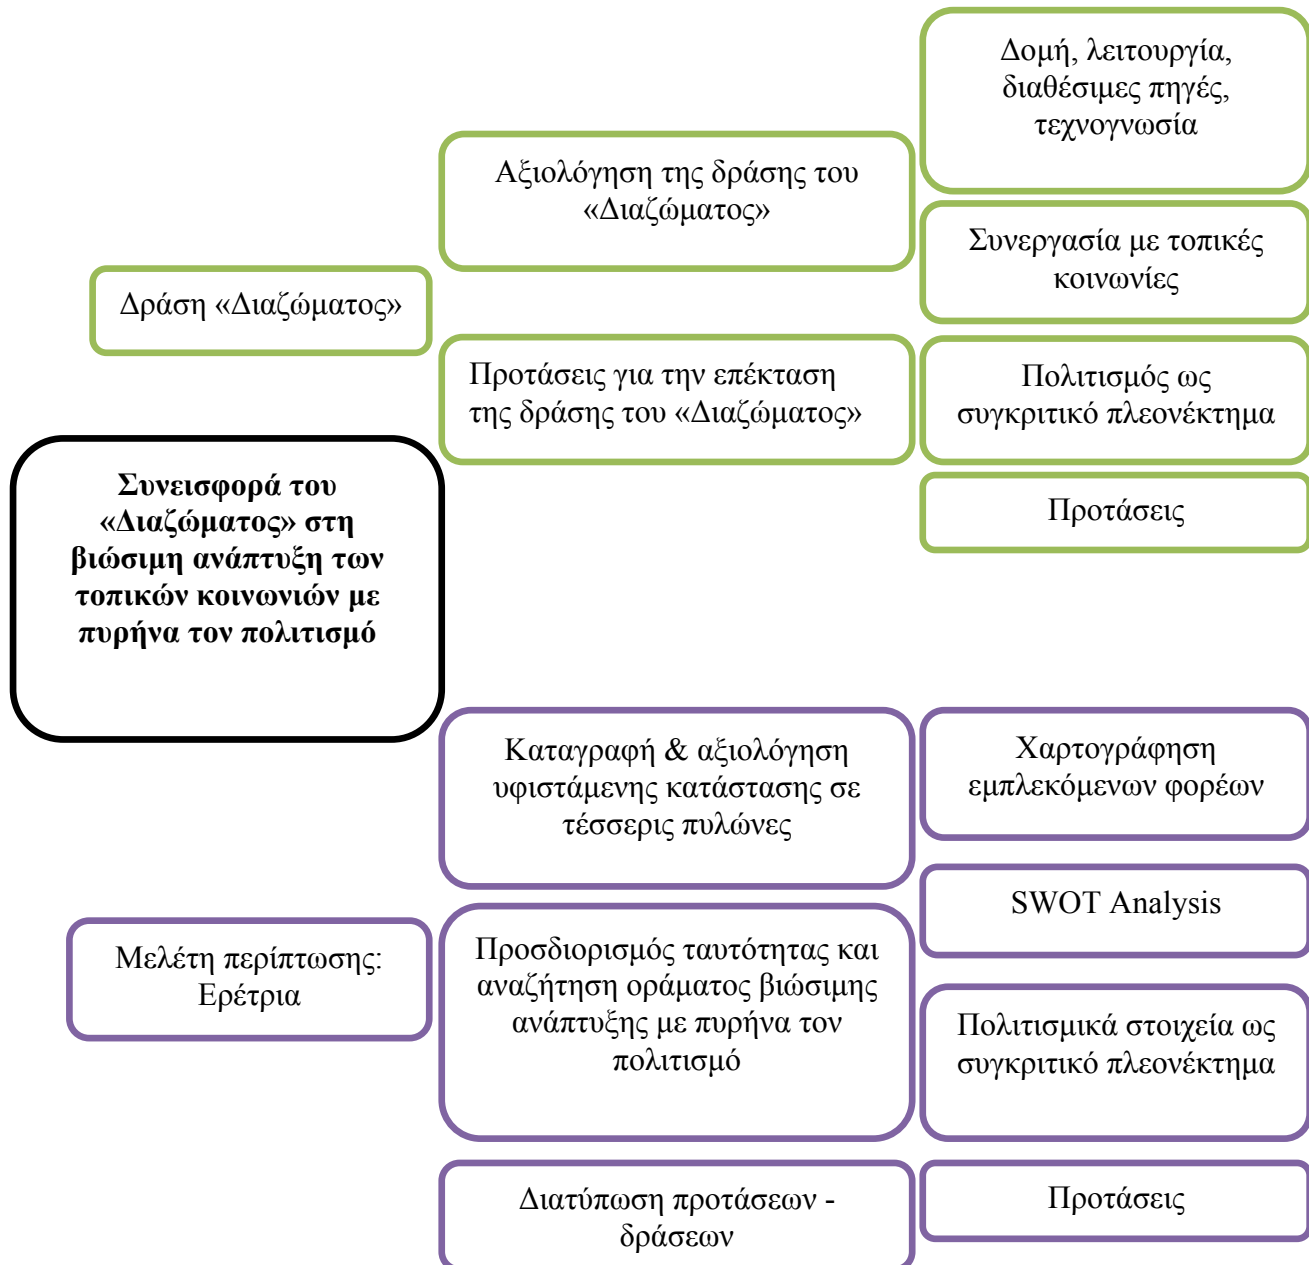 Δομή, λειτουργία,
διαθέσιμες πηγές,
τεχνογνωσία
Αξιολόγηση της δράσης του
«Διαζώματος»
Συνεργασία με τοπικές
κοινωνίες
Δράση «Διαζώματος»
Προτάσεις για την επέκταση
της δράσης του «Διαζώματος»
Πολιτισμός ως
συγκριτικό πλεονέκτημα
Προτάσεις
Συνεισφορά του
«Διαζώματος» στη
βιώσιμη ανάπτυξη των
τοπικών κοινωνιών με
πυρήνα τον πολιτισμό
Καταγραφή & αξιολόγηση
υφιστάμενης κατάστασης σε
τέσσερις πυλώνες
Χαρτογράφηση
εμπλεκόμενων φορέων
SWOT Analysis
Μελέτη περίπτωσης:
Ερέτρια
Προσδιορισμός ταυτότητας και
αναζήτηση οράματος βιώσιμης
ανάπτυξης με πυρήνα τον
πολιτισμό
Πολιτισμικά στοιχεία ως
συγκριτικό πλεονέκτημα
Διατύπωση προτάσεων -
δράσεων
Προτάσεις